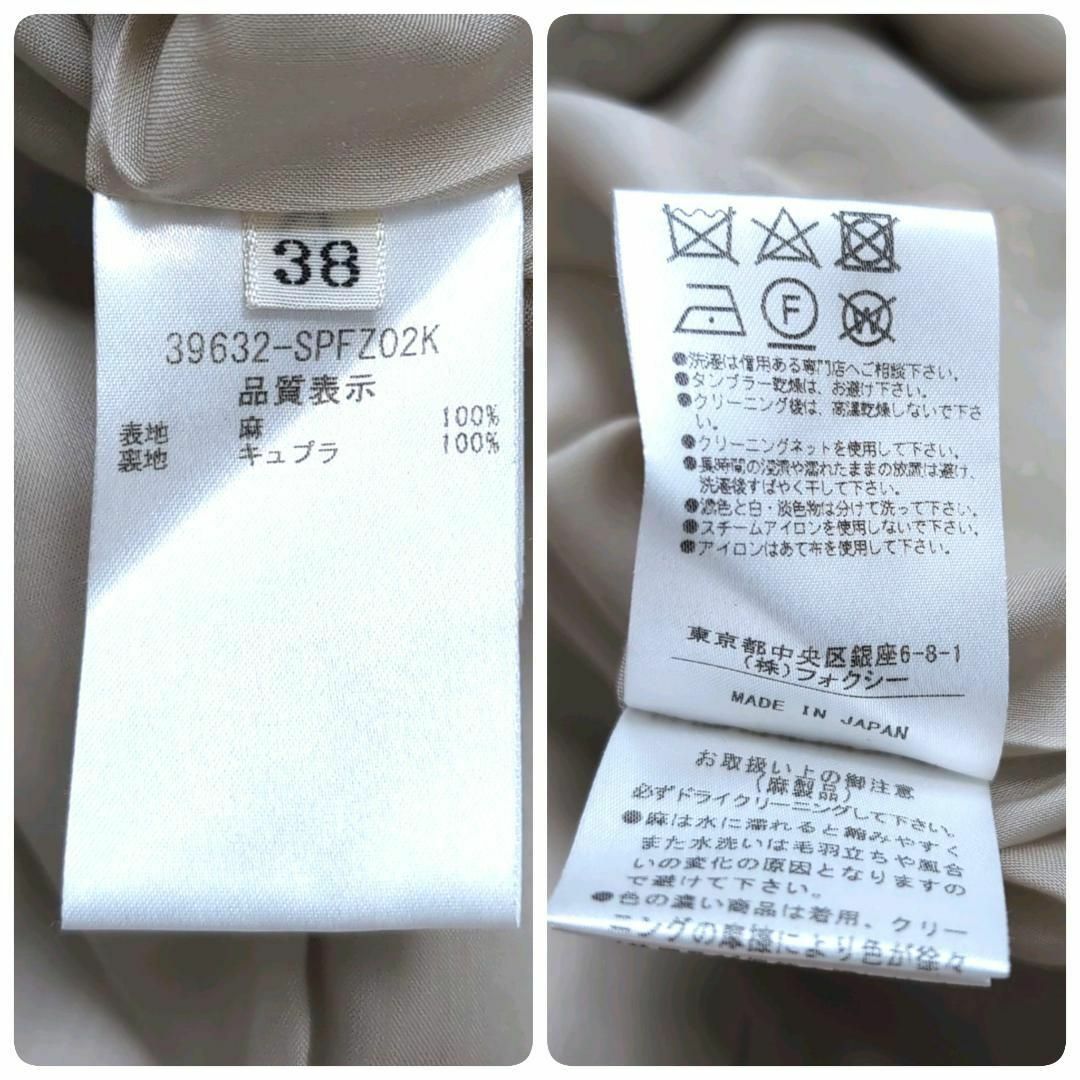 38
39632-SPFZ02K
品質表示
表地 麻 100%
裏地 キュプラ 100%
F
W
●洗濯は信用ある専門店へご相談下さい。
●タンブラー乾燥は、お避け下さい。
●クリーニング後は、高温乾燥しないで下さ
い。
●クリーニングネットを使用して下さい。
●長時間の浸漬や濡れたままの放置は避け、
洗濯後すばやく干して下さい。
●濃色と白・淡色物は分けて洗って下さい。
●スチームアイロンを使用しないで下さい。
●アイロンはあて布を使用して下さい。
東京都中央区銀座6-8-1
(株)フォクシー
MADE IN JAPAN
お取扱い上の御注意
(麻製品)
必ずドライクリーニングして下さい。
●麻は水に濡れると縮みやすく
また水洗いは毛羽立ちや風合
いの変化の原因となりますの
で避けて下さい。
●色の濃い商品は着用、クリー
ニングの摩擦により色が徐々